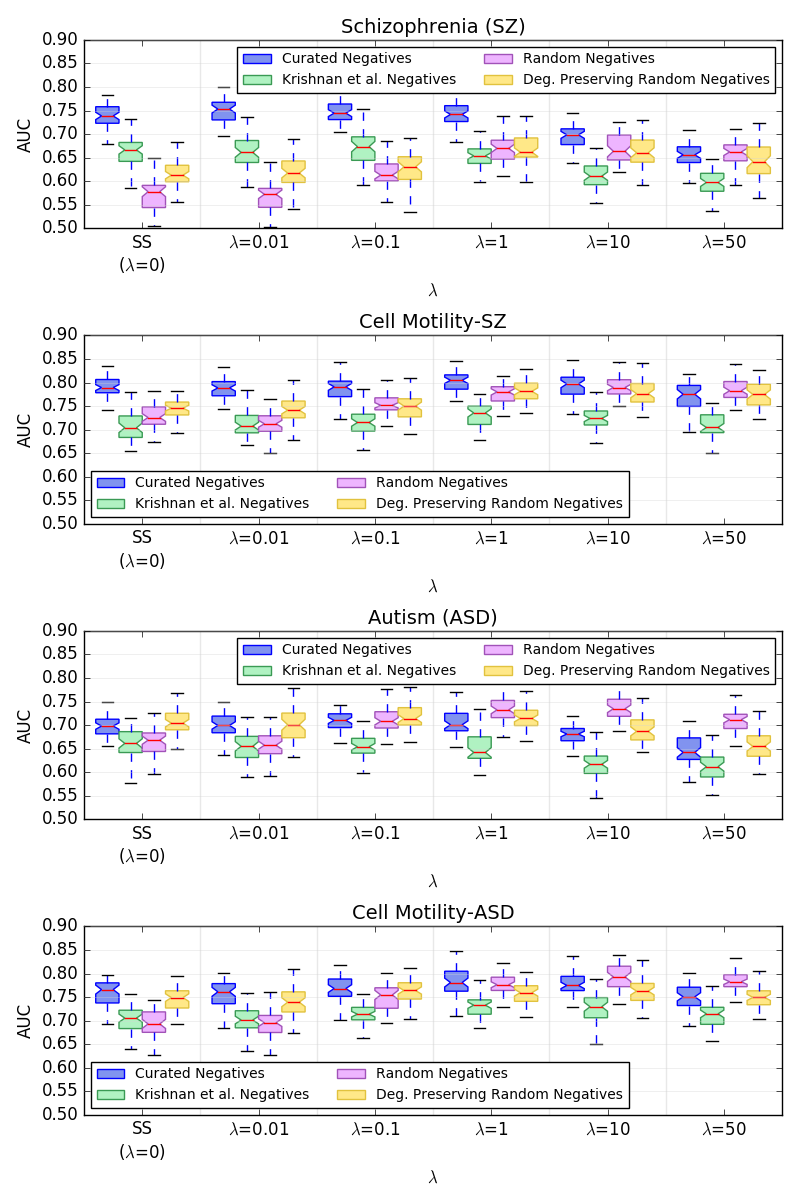 Schizophrenia (SZ)
0.90
0.85
0.80
0.75
0.70
0.65
0.60
0.55
0.50
AUC
Curated Negatives
Krishnan et al. Negatives
Random Negatives
Deg. Preserving Random Negatives
SS
(λ=0)
λ=0.01
λ=0.1
λ=1
λ=10
λ=50
λ
Cell Motility-SZ
0.90
0.85
0.80
0.75
0.70
0.65
0.60
0.55
0.50
AUC
Curated Negatives
Krishnan et al. Negatives
Random Negatives
Deg. Preserving Random Negatives
SS
(λ=0)
λ=0.01
λ=0.1
λ=1
λ=10
λ=50
λ
Autism (ASD)
0.90
0.85
0.80
0.75
0.70
0.65
0.60
0.55
0.50
AUC
Curated Negatives
Krishnan et al. Negatives
Random Negatives
Deg. Preserving Random Negatives
SS
(λ=0)
λ=0.01
λ=0.1
λ=1
λ=10
λ=50
λ
Cell Motility-ASD
0.90
0.85
0.80
0.75
0.70
0.65
0.60
0.55
0.50
AUC
Curated Negatives
Krishnan et al. Negatives
Random Negatives
Deg. Preserving Random Negatives
SS
(λ=0)
λ=0.01
λ=0.1
λ=1
λ=10
λ=50
λ